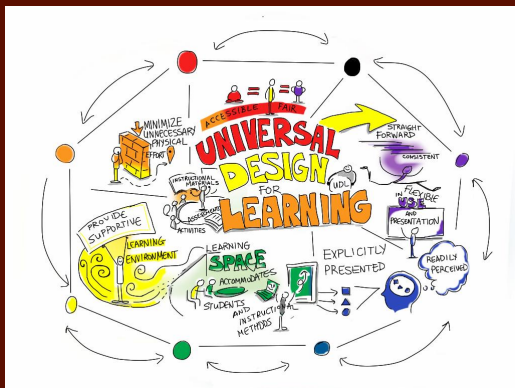 ACCESSIBLE FAIR
UNIVERSAL
DESIGN
FOR
LEARNING
UDL
MINIMIZE
UNNECESSARY
PHYSICAL
EFFORT
STRAIGHT
FORWARD
CONSISTENT
INSTRUCTIONAL
MATERIALS
ASSESSMENTS
ACTIVITIES
FLEXIBLE
IN
USE
AND
PRESENTATION
PROVIDE
SUPPORTIVE
LEARNING
ENVIRONMENT
LEARNING
SPACE
ACCOMMODATES
STUDENTS
AND
INSTRUCTIONAL
METHODS
EXPLICITLY
PRESENTED
READILY
PERCEIVED